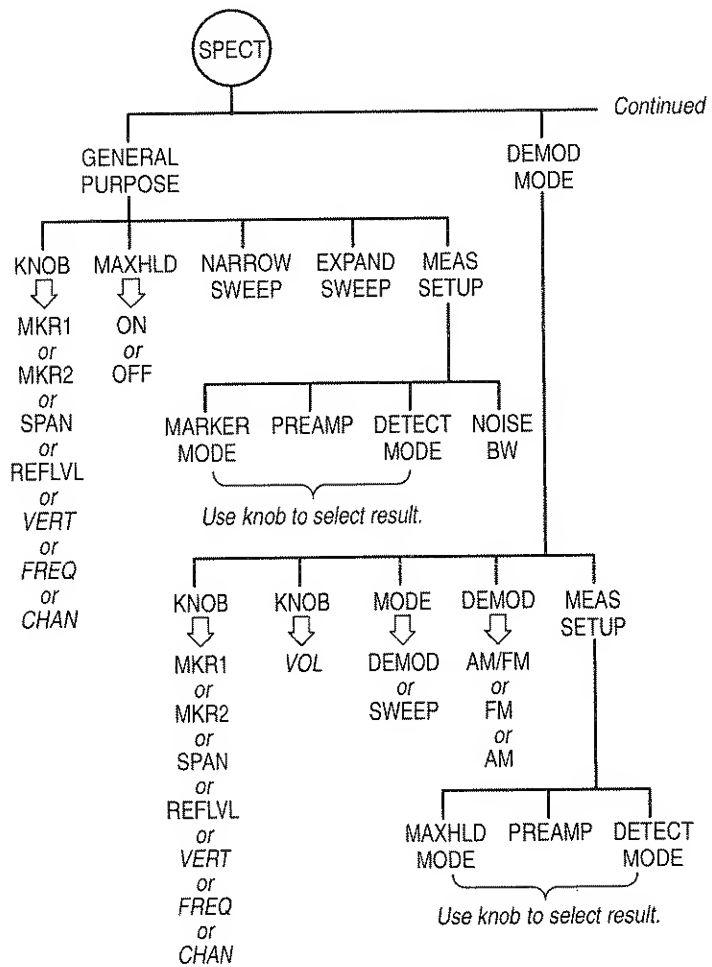 SPECT
Continued
GENERAL
PURPOSE
DEMOD
MODE
KNOB
MKR1
or
MKR2
or
SPAN
or
REFLVL
or
VERT
or
FREQ
or
CHAN
MAXHLD
ON
or
OFF
NARROW
SWEEP
EXPAND
SWEEP
MEAS
SETUP
MARKER
MODE
PREAMP
DETECT
MODE
NOISE
BW
Use knob to select result.
KNOB
MKR1
or
MKR2
or
SPAN
or
REFLVL
or
VERT
or
FREQ
or
CHAN
KNOB
VOL
MODE
DEMOD
or
SWEEP
DEMOD
AM/FM
or
FM
or
AM
MEAS
SETUP
MAXHLD
MODE
PREAMP
DETECT
MODE
Use knob to select result.